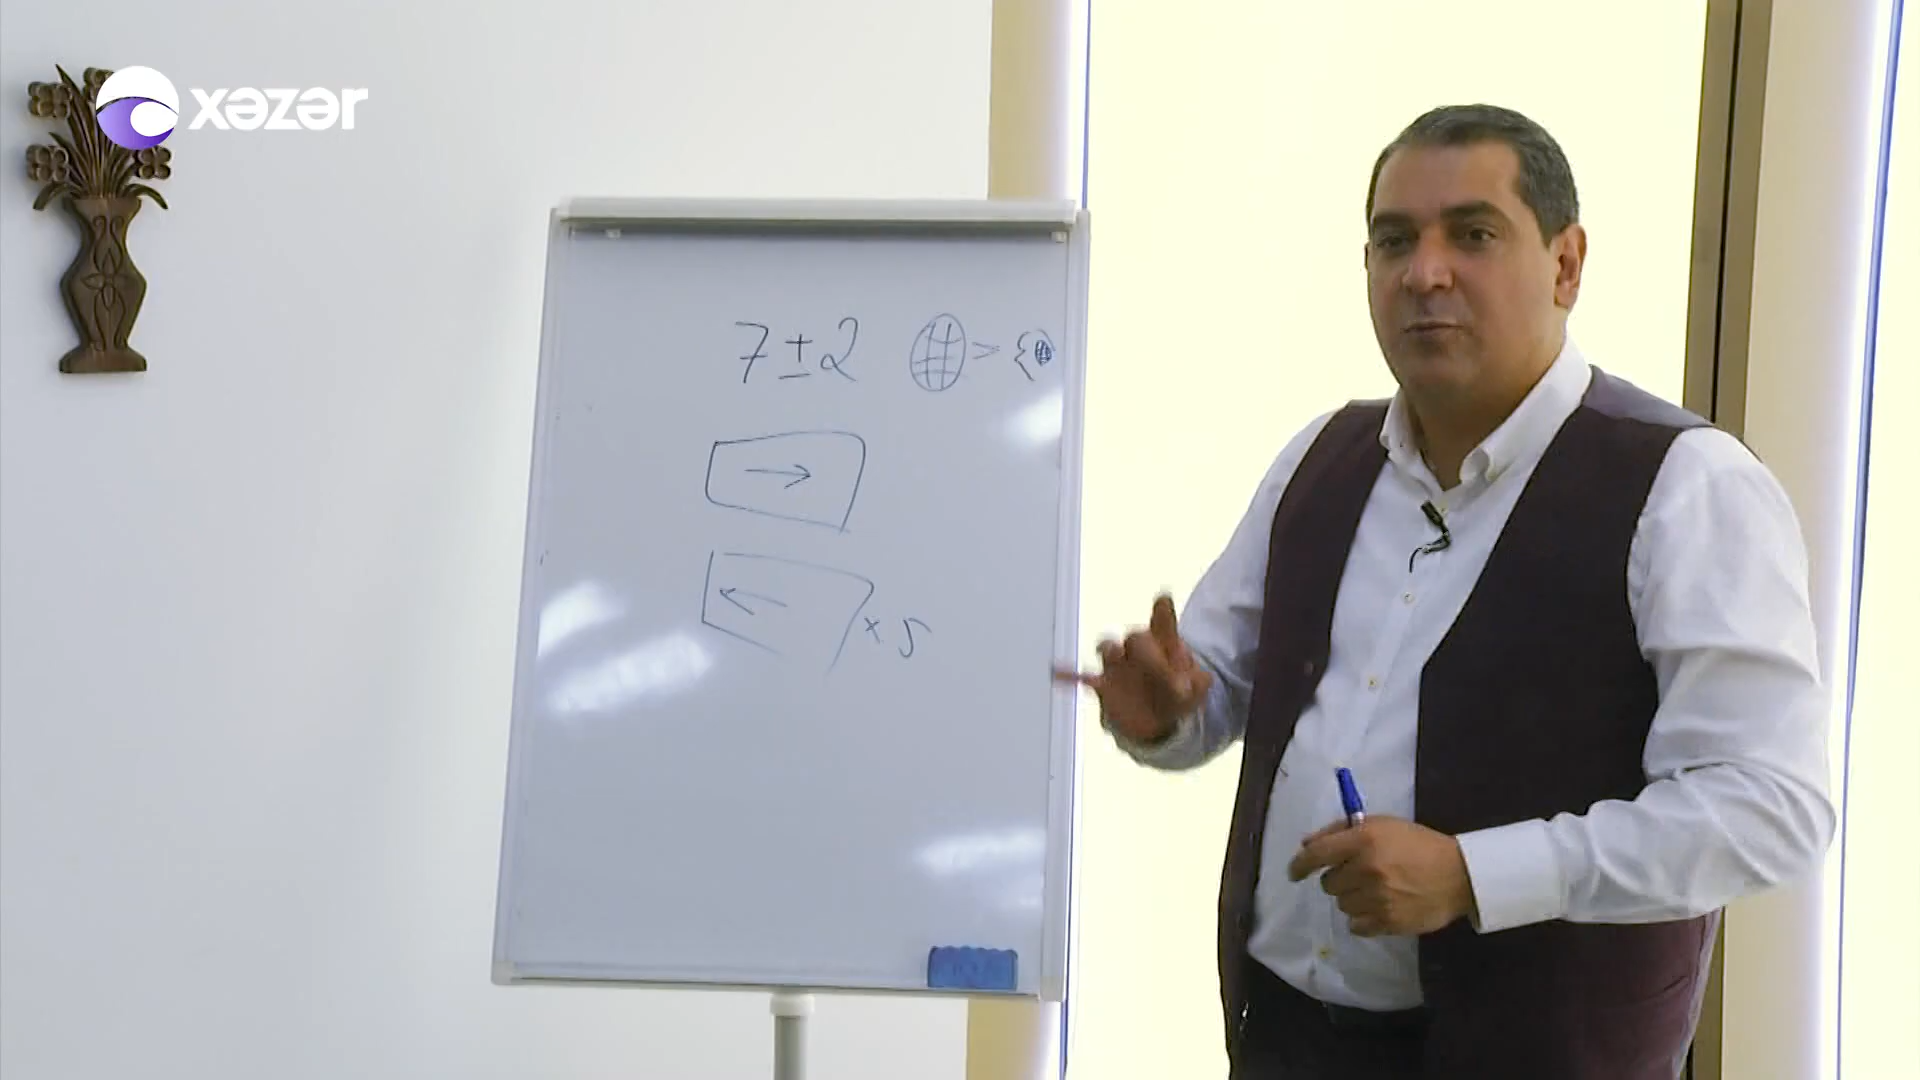 xəzər
7 ± 2 >
→
←
× 5